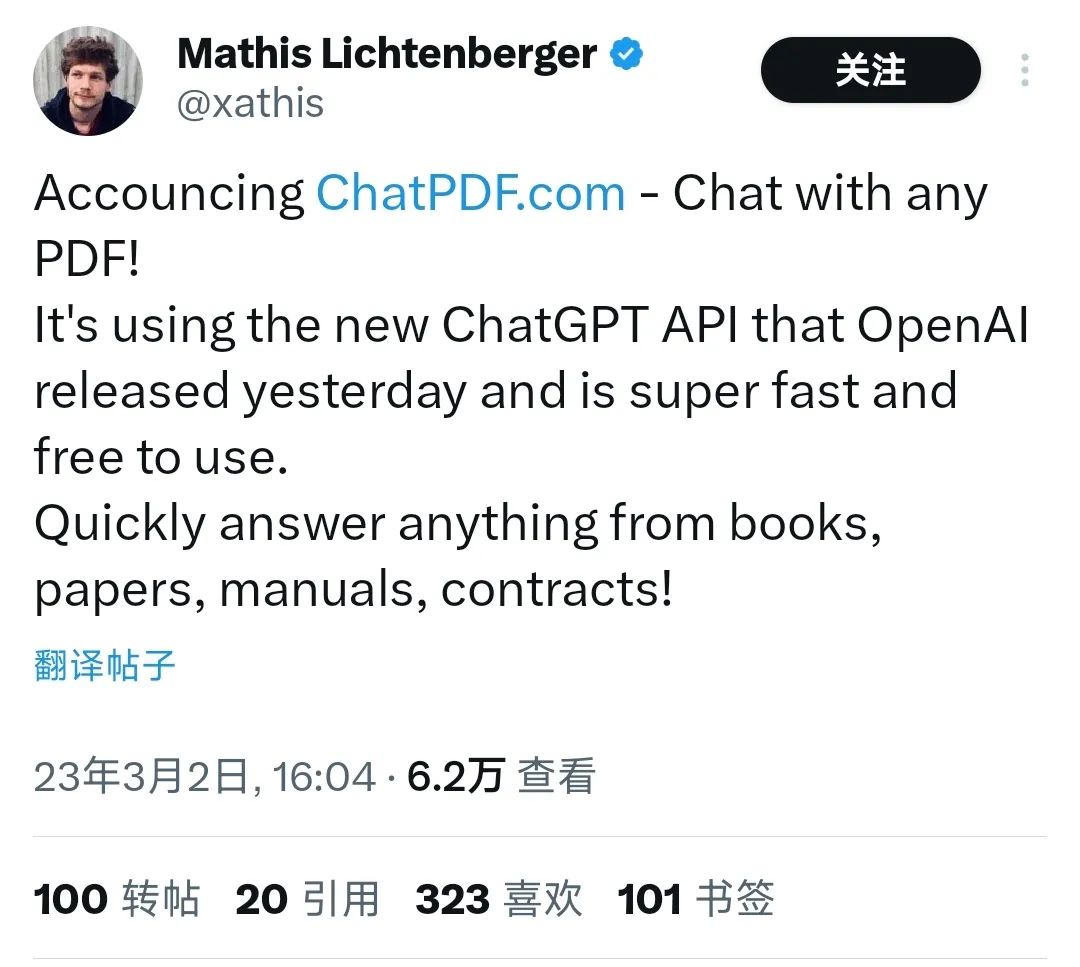 Mathis Lichtenberger
关注
@xathis
Accouncing ChatPDF.com - Chat with any
PDF!
It's using the new ChatGPT API that OpenAI
released yesterday and is super fast and
free to use.
Quickly answer anything from books,
papers, manuals, contracts!
翻译帖子
23年3月2日, 16:04 · 6.2万 查看
100 转帖 20 引用 323 喜欢 101 书签